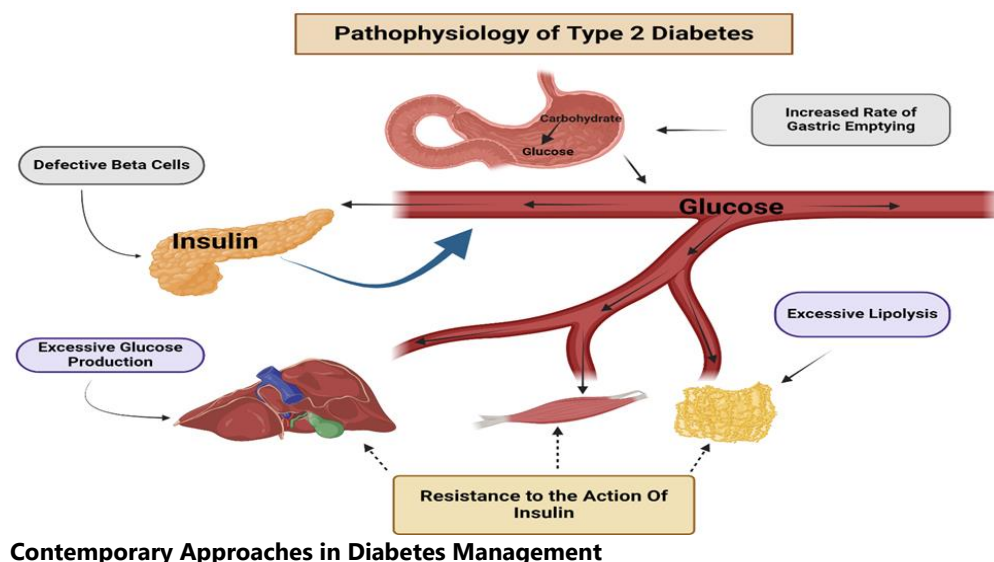 Pathophysiology of Type 2 Diabetes
Carbohydrate
Glucose
Increased Rate of
Gastric Emptying
Defective Beta Cells
Glucose
Insulin
Excessive Lipolysis
Excessive Glucose
Production
Resistance to the Action Of
Insulin
Contemporary Approaches in Diabetes Management